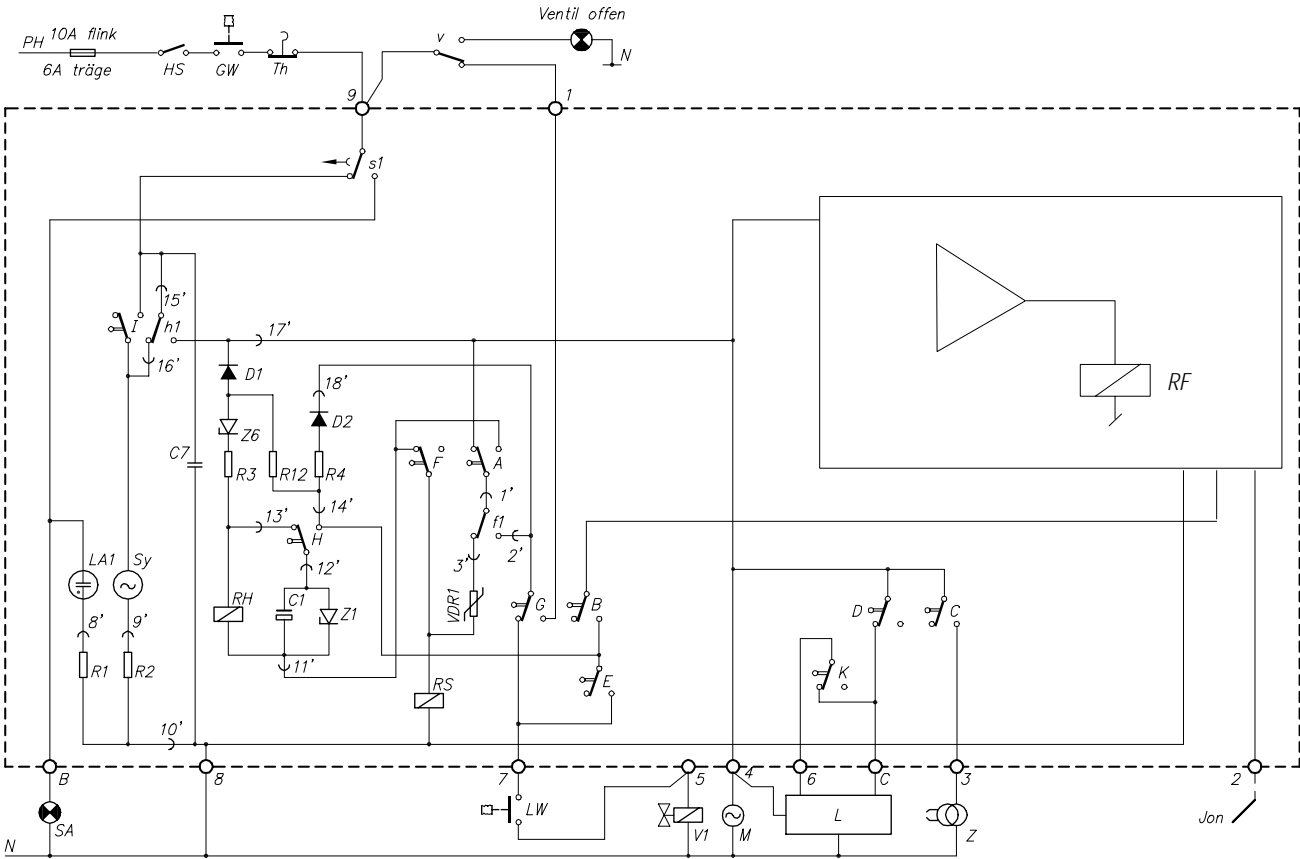 Ventil offen
PH 10A flink
6A träge
HS
GW
Th
v
N
9
1
s1
15'
I
h1
17'
16'
D1
18'
D2
Z6
C7
R3
R12
R4
F
A
1'
14'
13'
H
f1
2'
3'
12'
LA1
Sy
RH
C1
Z1
VDR1
G
B
D
C
8'
9'
R1
R2
11'
RS
E
K
10'
RF
B
8
7
5
4
6
C
3
2
SA
LW
V1
M
L
Z
Jon
N